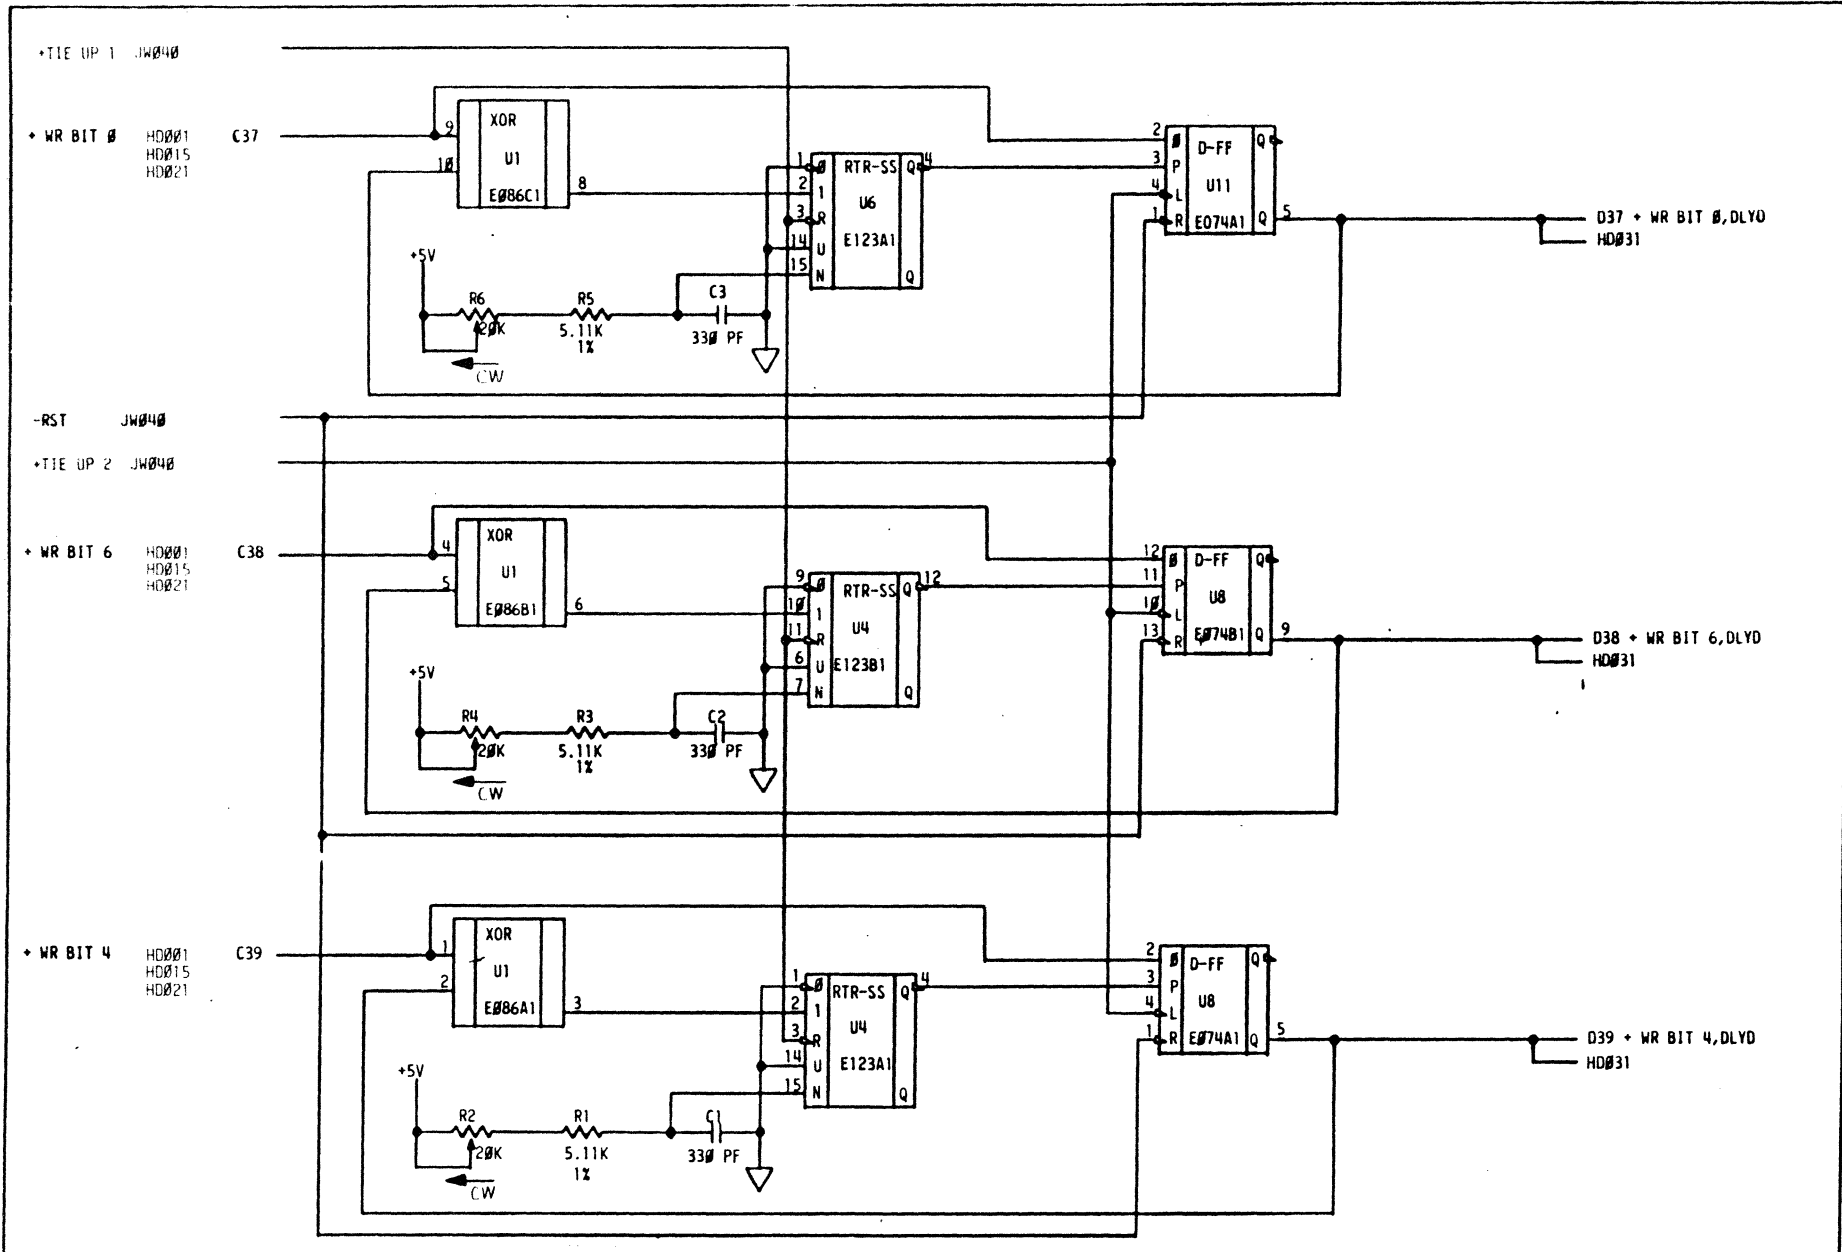 +TIE UP 1 JWØ4Ø
+ WR BIT Ø HDØØ1 C37
HDØ15
HDØ21
9 XOR
10 U1
EØ86C1 8
1 Ø RTR-SS Q 4
2 1 U6
3 R
14 U E123A1
15 N Q
2 Ø D-FF Q
3 P
4 L U11
1 R EO74A1 Q 5
D37 + WR BIT Ø,DLYD
HDØ31
+5V
R6 R5 C3
2ØK 5.11K 33Ø PF
1%
CW
-RST JWØ4Ø
+TIE UP 2 JWØ4Ø
+ WR BIT 6 HDØØ1 C38
HDØ15
HDØ21
4 XOR
5 U1
EØ86B1 6
9 Ø RTR-SS Q 12
1Ø 1 U4
11 R
6 U E123B1
7 N Q
12 Ø D-FF Q
11 P
1Ø L U8
13 R EØ74B1 Q 9
D38 + WR BIT 6,DLYD
HDØ31
+5V
R4 R3 C2
2ØK 5.11K 33Ø PF
1%
CW
+ WR BIT 4 HDØØ1 C39
HDØ15
HDØ21
1 XOR
2 U1
EØ86A1 3
1 Ø RTR-SS Q 4
2 1 U4
3 R
14 U E123A1
15 N Q
2 Ø D-FF Q
3 P
4 L U8
1 R EØ74A1 Q 5
D39 + WR BIT 4,DLYD
HDØ31
+5V
R2 R1 C1
2ØK 5.11K 33Ø PF
1%
CW